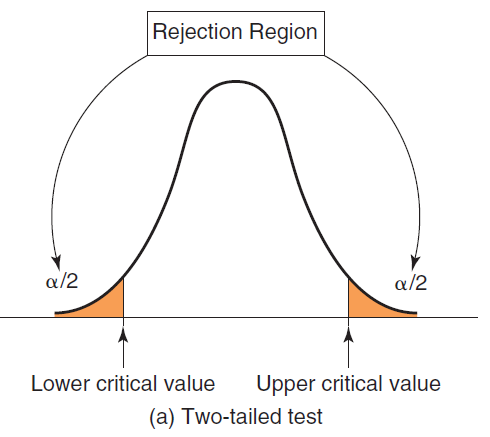 Rejection Region
α/2
α/2
Lower critical value
Upper critical value
(a) Two-tailed test